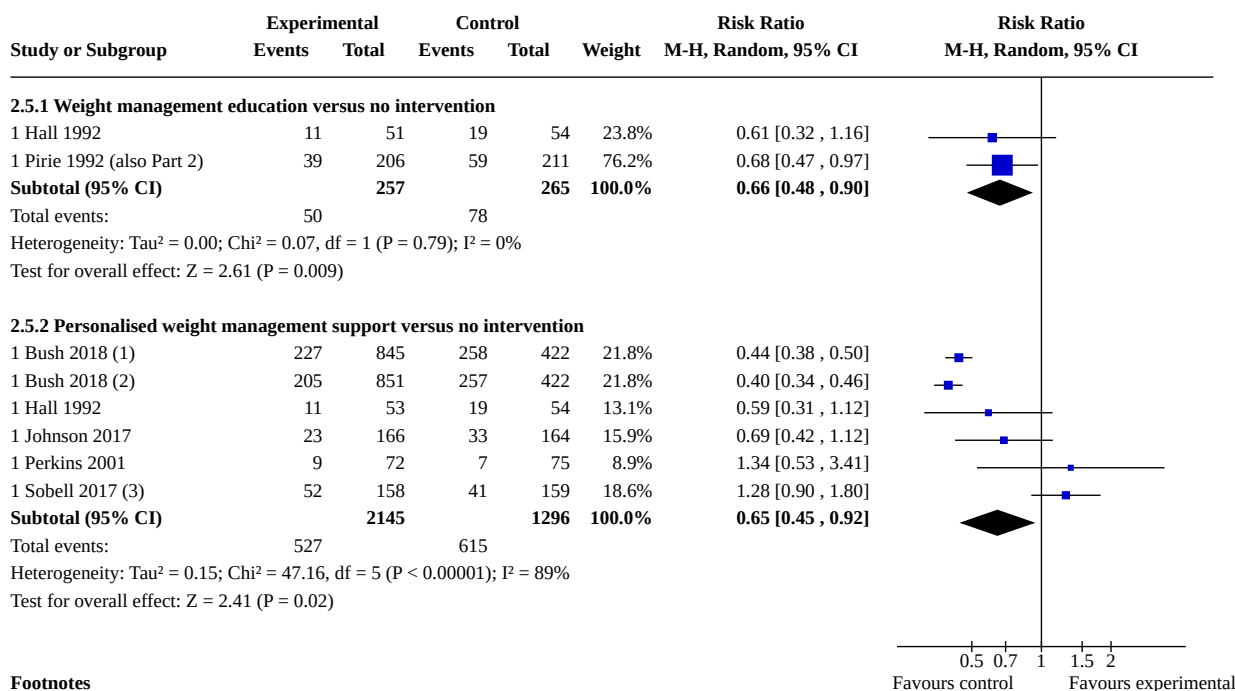 Experimental Control Risk Ratio Risk Ratio
Study or Subgroup Events Total Events Total Weight M-H, Random, 95% CI M-H, Random, 95% CI
2.5.1 Weight management education versus no intervention
1 Hall 1992 11 51 19 54 23.8% 0.61 [0.32 , 1.16]
1 Pirie 1992 (also Part 2) 39 206 59 211 76.2% 0.68 [0.47 , 0.97]
Subtotal (95% CI) 257 265 100.0% 0.66 [0.48 , 0.90]
Total events: 50 78
Heterogeneity: Tau² = 0.00; Chi² = 0.07, df = 1 (P = 0.79); I² = 0%
Test for overall effect: Z = 2.61 (P = 0.009)
2.5.2 Personalised weight management support versus no intervention
1 Bush 2018 (1) 227 845 258 422 21.8% 0.44 [0.38 , 0.50]
1 Bush 2018 (2) 205 851 257 422 21.8% 0.40 [0.34 , 0.46]
1 Hall 1992 11 53 19 54 13.1% 0.59 [0.31 , 1.12]
1 Johnson 2017 23 166 33 164 15.9% 0.69 [0.42 , 1.12]
1 Perkins 2001 9 72 7 75 8.9% 1.34 [0.53 , 3.41]
1 Sobell 2017 (3) 52 158 41 159 18.6% 1.28 [0.90 , 1.80]
Subtotal (95% CI) 2145 1296 100.0% 0.65 [0.45 , 0.92]
Total events: 527 615
Heterogeneity: Tau² = 0.15; Chi² = 47.16, df = 5 (P < 0.00001); I² = 89%
Test for overall effect: Z = 2.41 (P = 0.02)
0.5 0.7 1 1.5 2
Footnotes Favours control Favours experimental